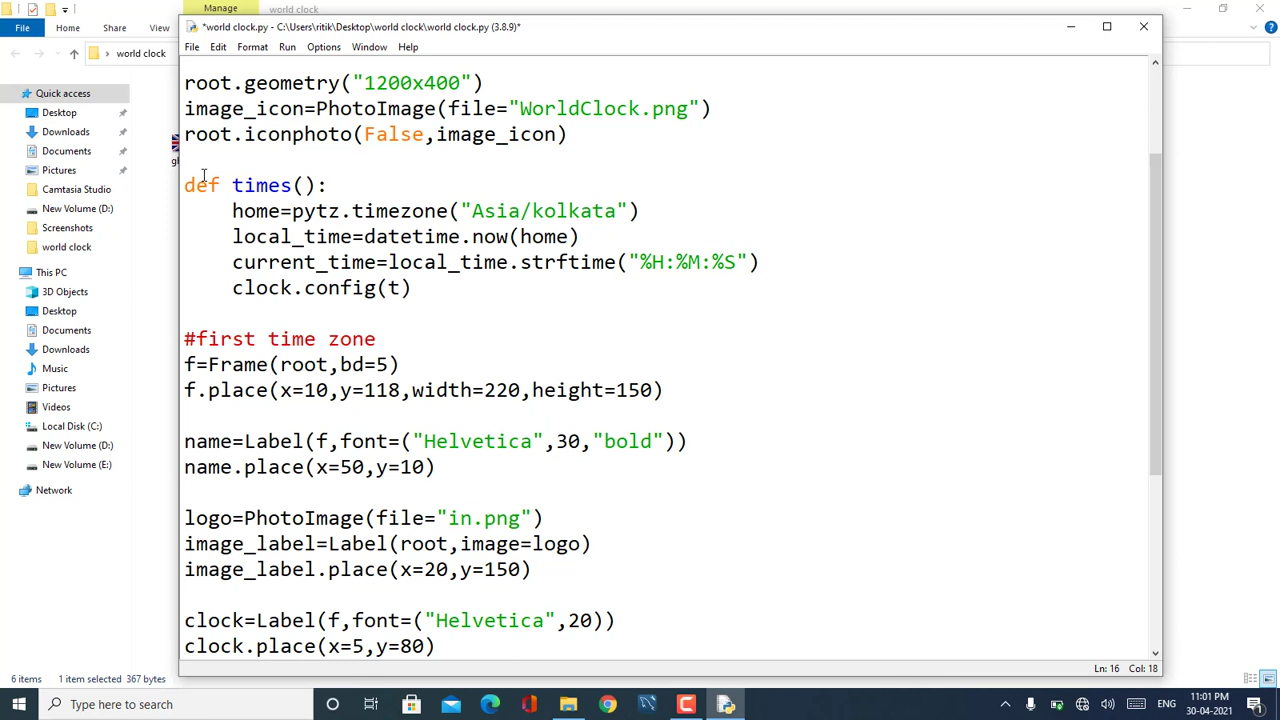 Manage
world clock
File
Home
Share
View
world clock
Quick access
Desktop
Downloads
Documents
Pictures
Camtasia Studio
New Volume (D:)
Screenshots
world clock
This PC
3D Objects
Desktop
Documents
Downloads
Music
Pictures
Videos
Local Disk (C:)
New Volume (D:)
New Volume (E:)
Network
6 items 1 item selected 367 bytes
*world clock.py - C:\Users\ritik\Desktop\world clock\world clock.py (3.8.9)*
File Edit Format Run Options Window Help
root.geometry("1200x400")
image_icon=PhotoImage(file="WorldClock.png")
root.iconphoto(False,image_icon)
def times():
    home=pytz.timezone("Asia/kolkata")
    local_time=datetime.now(home)
    current_time=local_time.strftime("%H:%M:%S")
    clock.config(t)
#first time zone
f=Frame(root,bd=5)
f.place(x=10,y=118,width=220,height=150)
name=Label(f,font=("Helvetica",30,"bold"))
name.place(x=50,y=10)
logo=PhotoImage(file="in.png")
image_label=Label(root,image=logo)
image_label.place(x=20,y=150)
clock=Label(f,font=("Helvetica",20))
clock.place(x=5,y=80)
Ln: 16 Col: 18
Type here to search
ENG
11:01 PM
30-04-2021